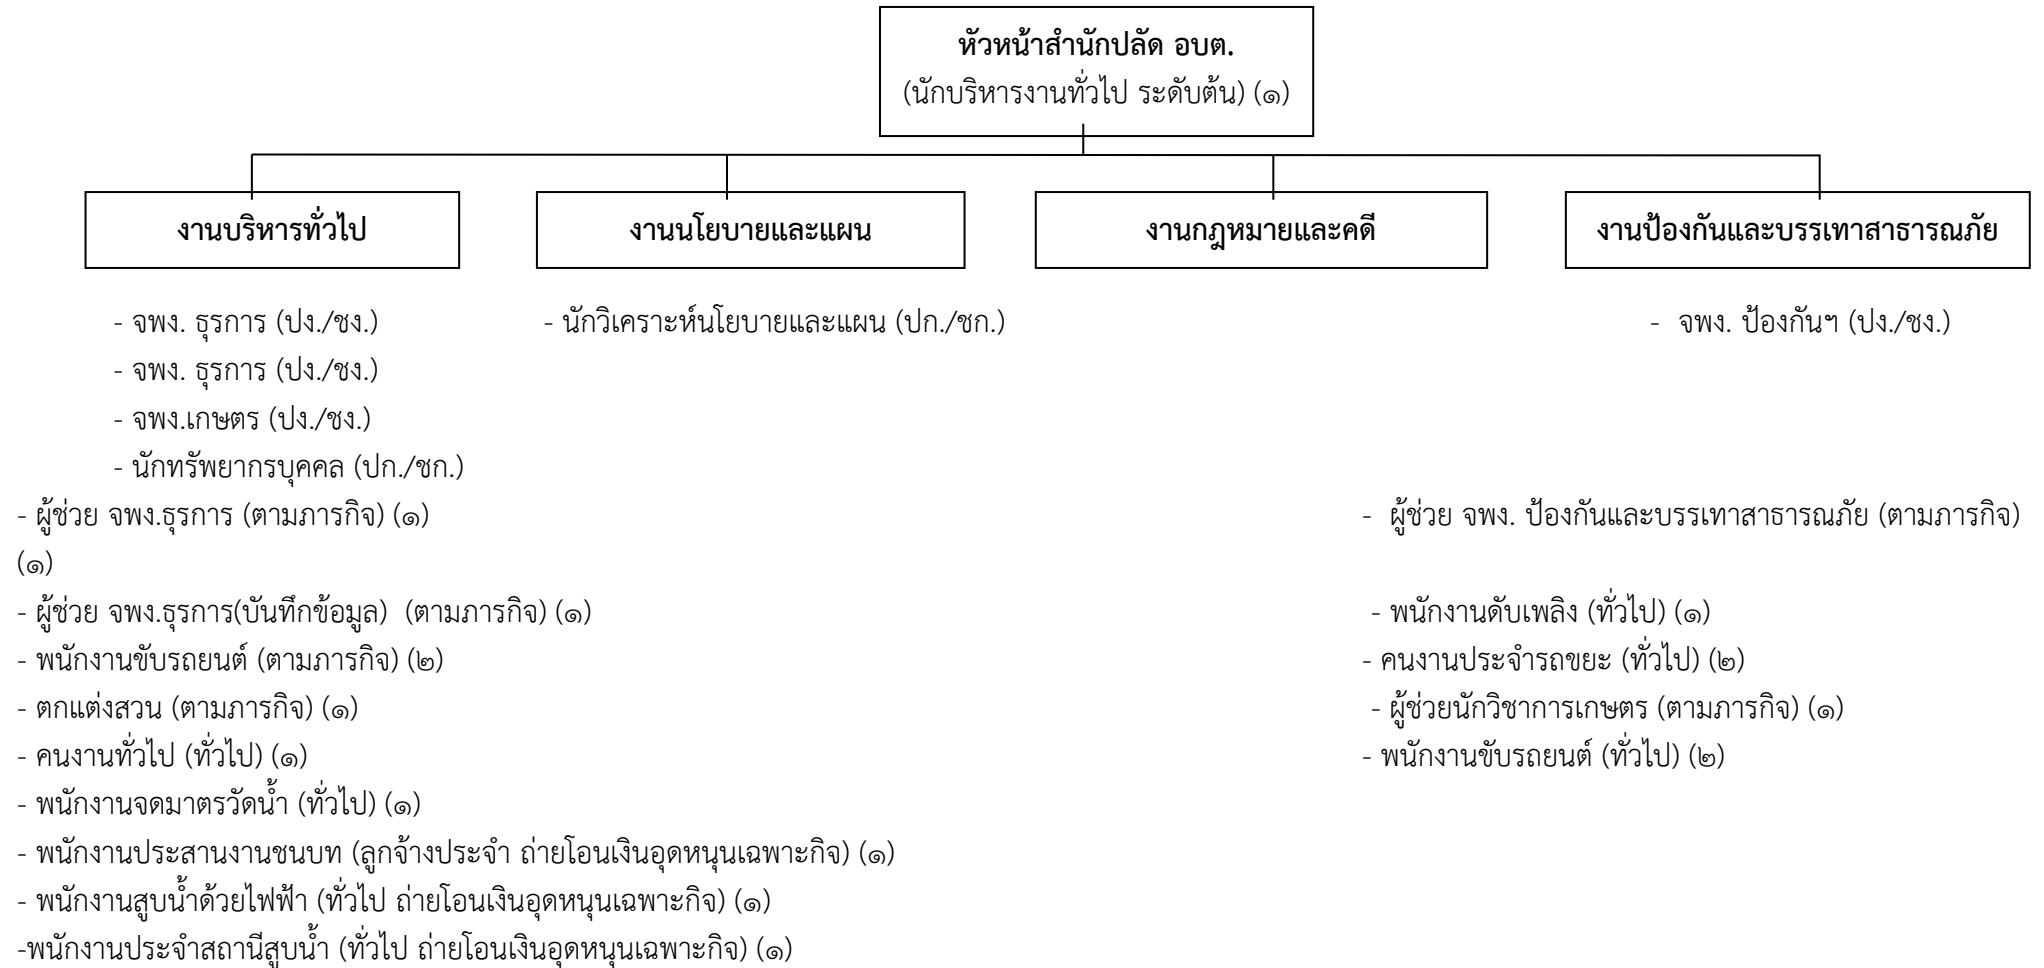 หัวหน้าสำนักปลัด อบต.
(นักบริหารงานทั่วไป ระดับต้น) (๑)
งานบริหารทั่วไป
งานนโยบายและแผน
งานกฎหมายและคดี
งานป้องกันและบรรเทาสาธารณภัย
- จพง. ธุรการ (ปง./ชง.)
- นักวิเคราะห์นโยบายและแผน (ปก./ชก.)
- จพง. ป้องกันฯ (ปง./ชง.)
- จพง. ธุรการ (ปง./ชง.)
- จพง.เกษตร (ปง./ชง.)
- นักทรัพยากรบุคคล (ปก./ชก.)
- ผู้ช่วย จพง.ธุรการ (ตามภารกิจ) (๑)
- ผู้ช่วย จพง. ป้องกันและบรรเทาสาธารณภัย (ตามภารกิจ)
(๑)
- ผู้ช่วย จพง.ธุรการ(บันทึกข้อมูล) (ตามภารกิจ) (๑)
- พนักงานดับเพลิง (ทั่วไป) (๑)
- พนักงานขับรถยนต์ (ตามภารกิจ) (๒)
- คนงานประจำรถขยะ (ทั่วไป) (๒)
- ตกแต่งสวน (ตามภารกิจ) (๑)
- ผู้ช่วยนักวิชาการเกษตร (ตามภารกิจ) (๑)
- คนงานทั่วไป (ทั่วไป) (๑)
- พนักงานขับรถยนต์ (ทั่วไป) (๒)
- พนักงานจดมาตรวัดน้ำ (ทั่วไป) (๑)
- พนักงานประสานงานชนบท (ลูกจ้างประจำ ถ่ายโอนเงินอุดหนุนเฉพาะกิจ) (๑)
- พนักงานสูบน้ำด้วยไฟฟ้า (ทั่วไป ถ่ายโอนเงินอุดหนุนเฉพาะกิจ) (๑)
-พนักงานประจำสถานีสูบน้ำ (ทั่วไป ถ่ายโอนเงินอุดหนุนเฉพาะกิจ) (๑)